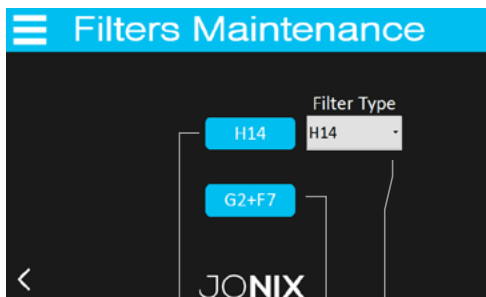 Filters Maintenance
Filter Type
H14 H14
G2+F7
JONIX